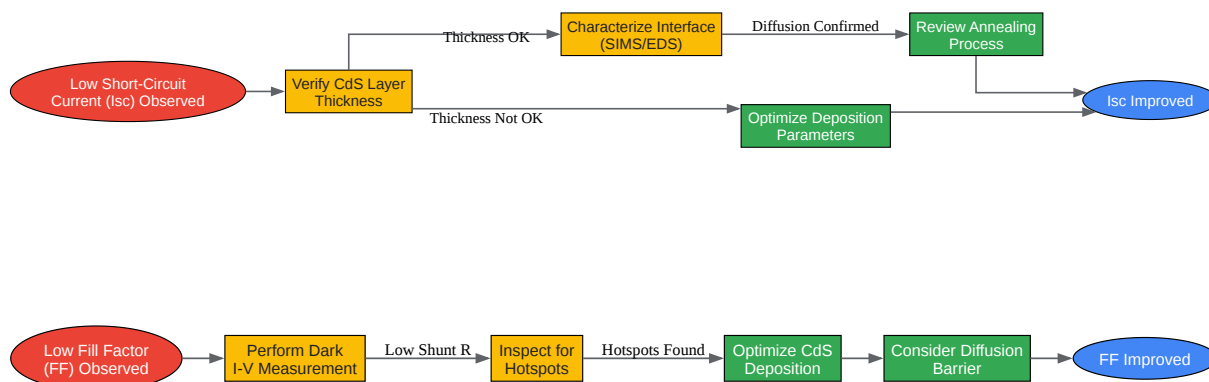 Low Short-Circuit
Current (Isc) Observed
Verify CdS Layer
Thickness
Thickness OK
Characterize Interface
(SIMS/EDS)
Diffusion Confirmed
Review Annealing
Process
Thickness Not OK
Optimize Deposition
Parameters
Isc Improved
Low Fill Factor
(FF) Observed
Perform Dark
I-V Measurement
Low Shunt R
Inspect for
Hotspots
Hotspots Found
Optimize CdS
Deposition
Consider Diffusion
Barrier
FF Improved